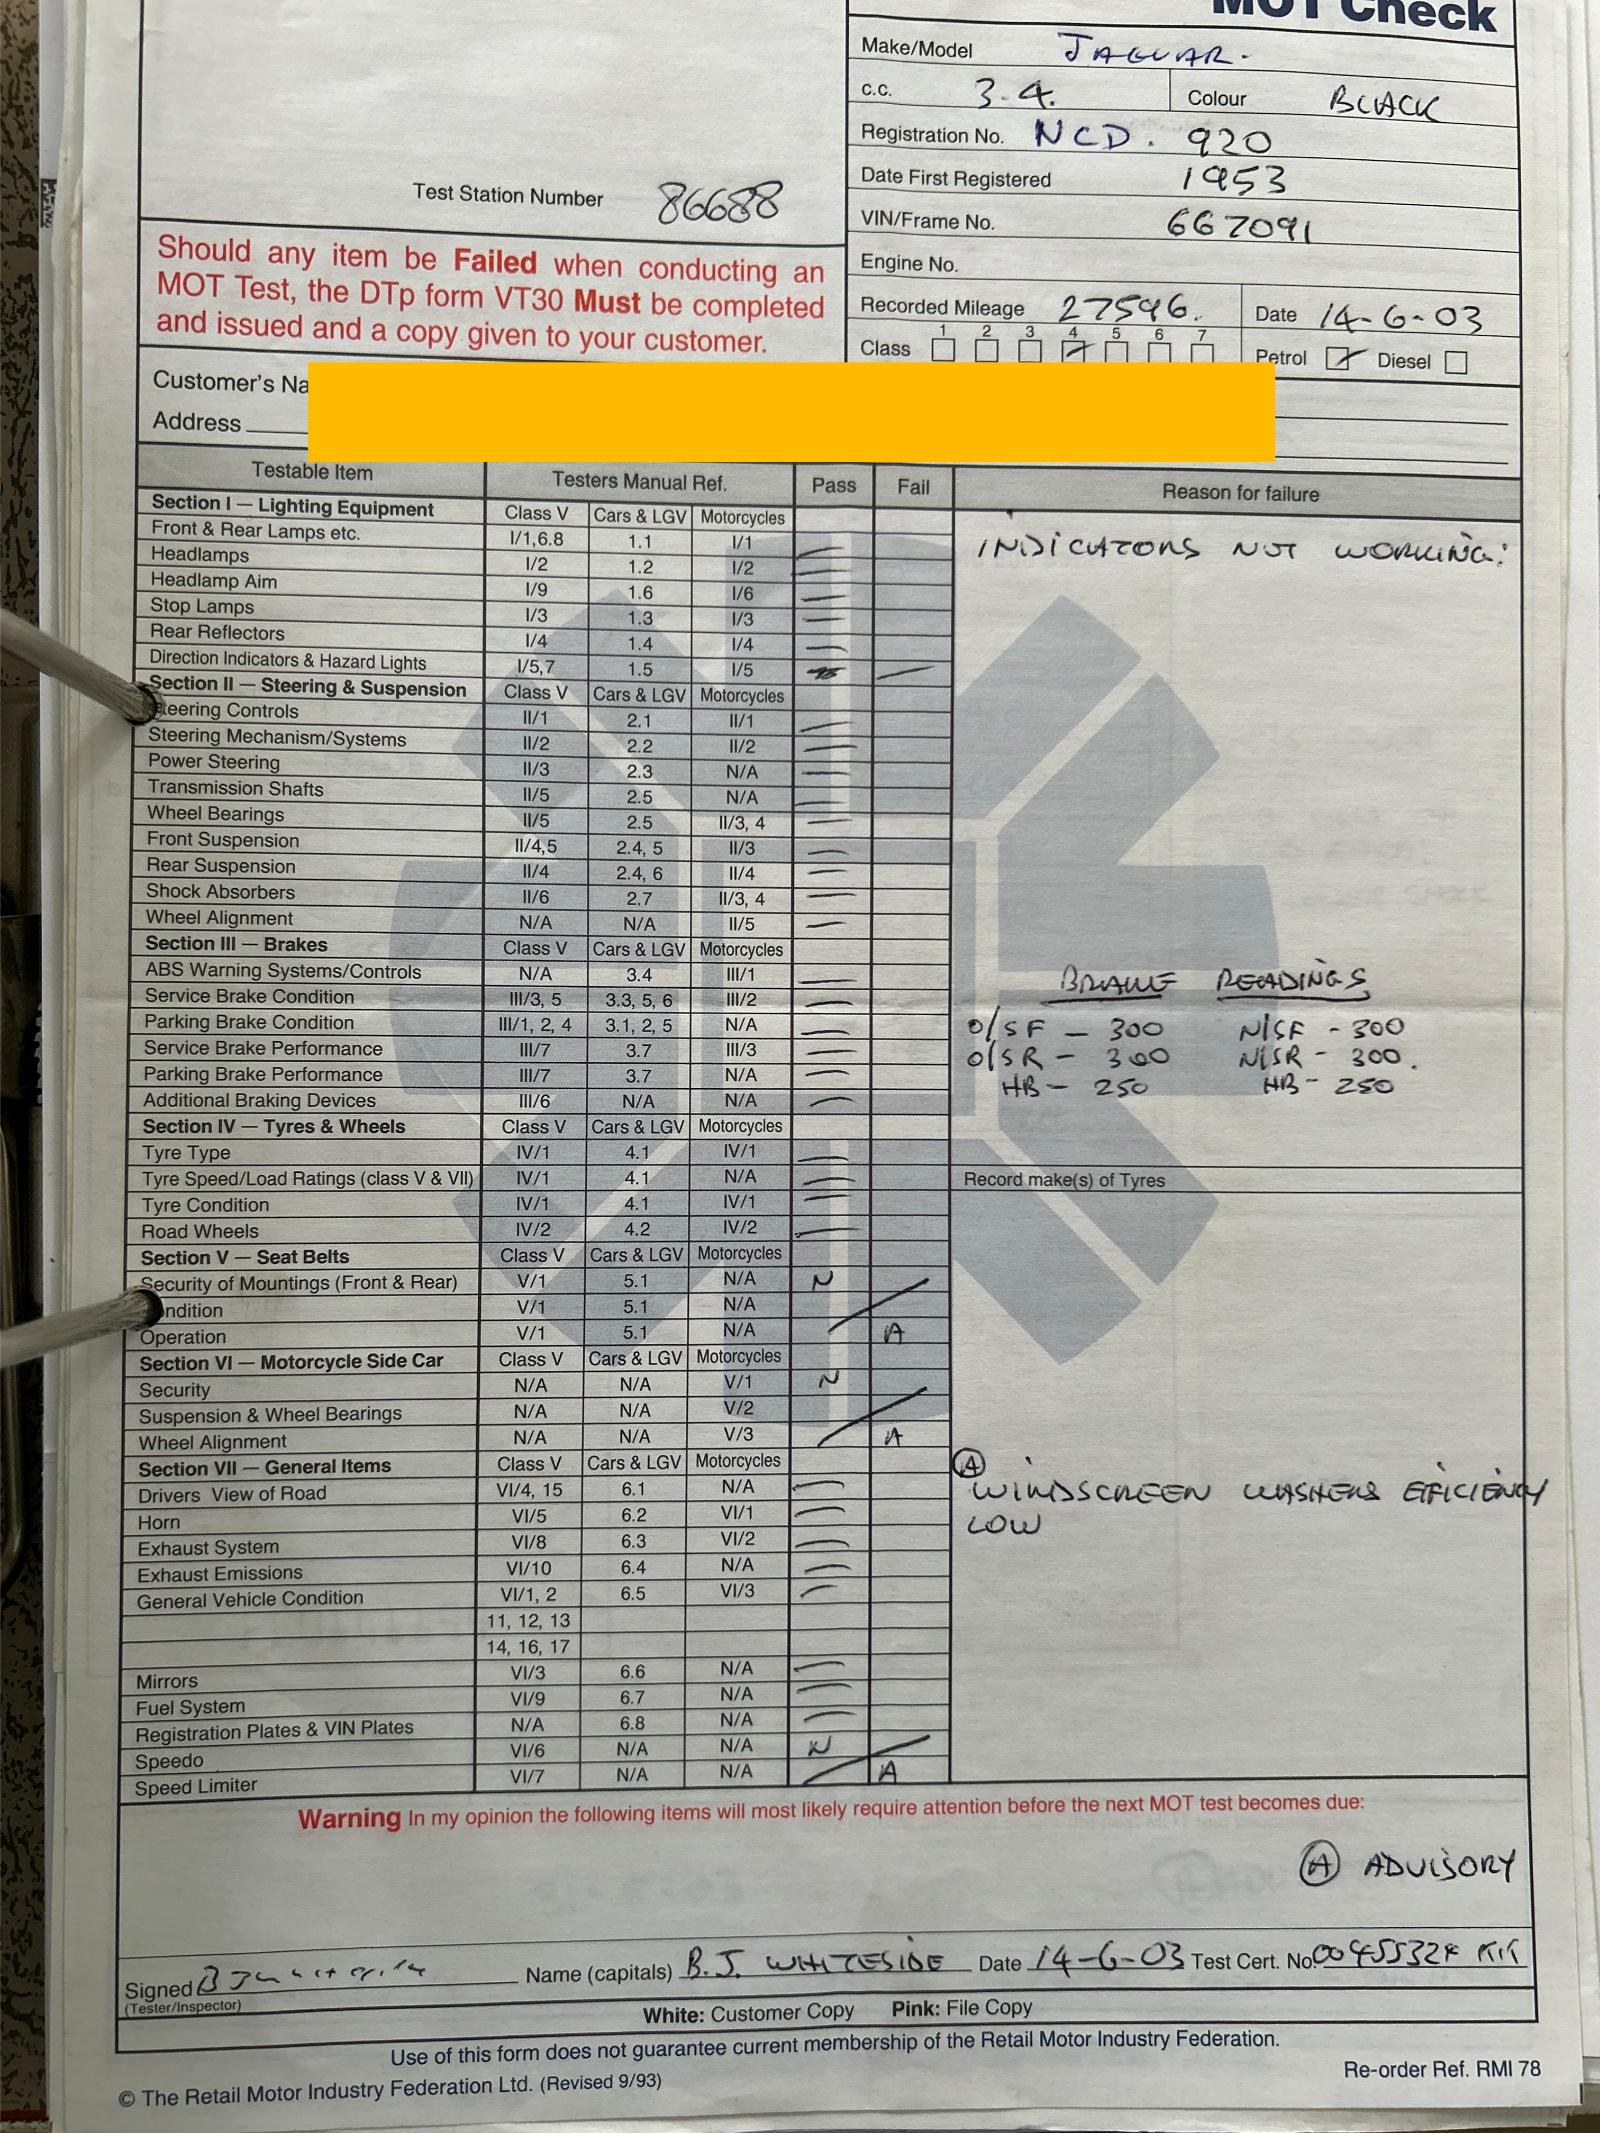 MOT Check
Make/Model JAGUAR.
c.c. 3.4. Colour BLACK
Registration No. NCD. 920
Date First Registered 1953
VIN/Frame No. 667091
Engine No.
Recorded Mileage 27596. Date 14-6-03
Class 1 2 3 4 5 6 7 Petrol Diesel
Test Station Number 86688
Should any item be Failed when conducting an
MOT Test, the DTp form VT30 Must be completed
and issued and a copy given to your customer.
Customer's Na
Address
Testable Item Testers Manual Ref. Pass Fail Reason for failure
Section I — Lighting Equipment Class V Cars & LGV Motorcycles
Front & Rear Lamps etc. I/1,6.8 1.1 I/1 INDICATORS NOT WORKING.
Headlamps I/2 1.2 I/2
Headlamp Aim I/9 1.6 I/6
Stop Lamps I/3 1.3 I/3
Rear Reflectors I/4 1.4 I/4
Direction Indicators & Hazard Lights I/5,7 1.5 I/5
Section II — Steering & Suspension Class V Cars & LGV Motorcycles
teering Controls II/1 2.1 II/1
Steering Mechanism/Systems II/2 2.2 II/2
Power Steering II/3 2.3 N/A
Transmission Shafts II/5 2.5 N/A
Wheel Bearings II/5 2.5 II/3, 4
Front Suspension II/4,5 2.4, 5 II/3
Rear Suspension II/4 2.4, 6 II/4
Shock Absorbers II/6 2.7 II/3, 4
Wheel Alignment N/A N/A II/5
Section III — Brakes Class V Cars & LGV Motorcycles
ABS Warning Systems/Controls N/A 3.4 III/1 BRAKE READINGS
Service Brake Condition III/3, 5 3.3, 5, 6 III/2
Parking Brake Condition III/1, 2, 4 3.1, 2, 5 N/A O/SF - 300 N/SF - 300
Service Brake Performance III/7 3.7 III/3 O/SR - 300 N/SR - 300.
Parking Brake Performance III/7 3.7 N/A HB - 250 HB - 250
Additional Braking Devices III/6 N/A N/A
Section IV — Tyres & Wheels Class V Cars & LGV Motorcycles
Tyre Type IV/1 4.1 IV/1
Tyre Speed/Load Ratings (class V & VII) IV/1 4.1 N/A Record make(s) of Tyres
Tyre Condition IV/1 4.1 IV/1
Road Wheels IV/2 4.2 IV/2
Section V — Seat Belts Class V Cars & LGV Motorcycles
Security of Mountings (Front & Rear) V/1 5.1 N/A N /
ndition V/1 5.1 N/A
Operation V/1 5.1 N/A A
Section VI — Motorcycle Side Car Class V Cars & LGV Motorcycles
Security N/A N/A V/1 N /
Suspension & Wheel Bearings N/A N/A V/2
Wheel Alignment N/A N/A V/3 A
Section VII — General Items Class V Cars & LGV Motorcycles A
Drivers View of Road VI/4, 15 6.1 N/A WINDSCREEN WASHERS EFICIENCY
Horn VI/5 6.2 VI/1 LOW
Exhaust System VI/8 6.3 VI/2
Exhaust Emissions VI/10 6.4 N/A
General Vehicle Condition VI/1, 2 6.5 VI/3
11, 12, 13
14, 16, 17
Mirrors VI/3 6.6 N/A
Fuel System VI/9 6.7 N/A
Registration Plates & VIN Plates N/A 6.8 N/A
Speedo VI/6 N/A N/A N /
Speed Limiter VI/7 N/A N/A A
Warning In my opinion the following items will most likely require attention before the next MOT test becomes due:
A ADVISORY
Signed Name (capitals) B.J. WHITESIDE Date 14-6-03 Test Cert. No.
(Tester/Inspector)
White: Customer Copy Pink: File Copy
Use of this form does not guarantee current membership of the Retail Motor Industry Federation.
Re-order Ref. RMI 78
© The Retail Motor Industry Federation Ltd. (Revised 9/93)